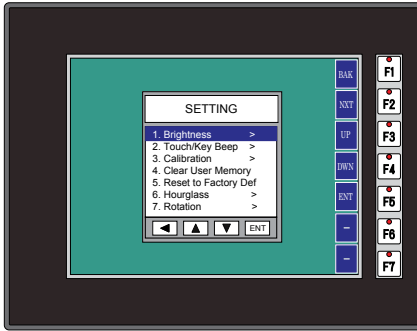 SETTING
1. Brightness >
2. Touch/Key Beep >
3. Calibration >
4. Clear User Memory
5. Reset to Factory Def
6. Hourglass >
7. Rotation >
ENT
BAK
NXT
UP
DWN
ENT
–
–
F1
F2
F3
F4
F5
F6
F7